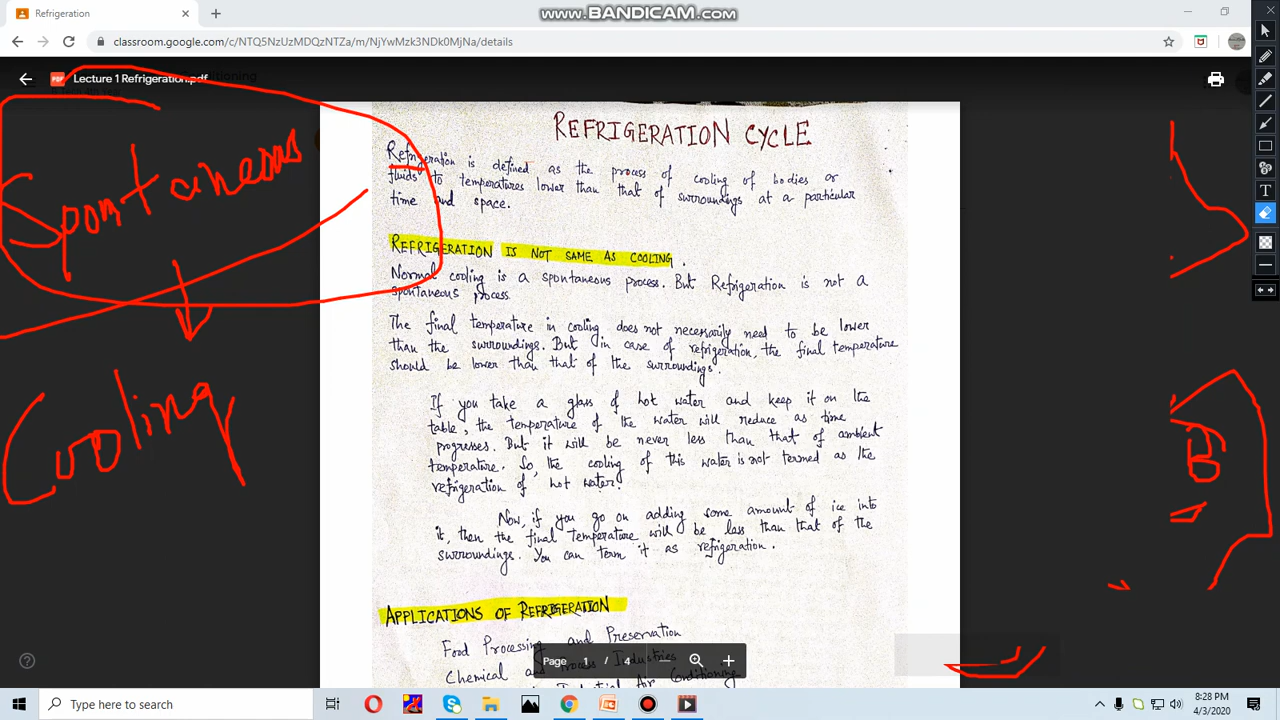 Refrigeration
www.BANDICAM.com
classroom.google.com/c/NTQ5NzUzMDQzNTZa/m/NjYwMzk3NDk0MjNa/details
Lecture 1 Refrigeration.pdf
Spontaneous
Cooling
B
REFRIGERATION CYCLE
Refrigeration is defined as the process of cooling of bodies or
fluids to temperatures lower than that of surroundings at a particular
time and space.
REFRIGERATION IS NOT SAME AS COOLING.
Normal cooling is a spontaneous process. But Refrigeration is not a
spontaneous process.
The final temperature in cooling does not necessarily need to be lower
than the surroundings. But in case of refrigeration, the final temperature
should be lower than that of the surroundings.
If you take a glass of hot water and keep it on the
table, the temperature of the water will reduce as time
progresses. But it will be never less than that of ambient
temperature. So, the cooling of this water is not termed as the
refrigeration of hot water.
Now, if you go on adding some amount of ice into
it, then the final temperature will be less than that of the
surroundings. You can term it as refrigeration.
APPLICATIONS OF REFRIGERATION
Food Processing and Preservation
Chemical and Process Industries
Industrial Air Conditioning
Page 1 / 4
Type here to search
8:28 PM
4/3/2020